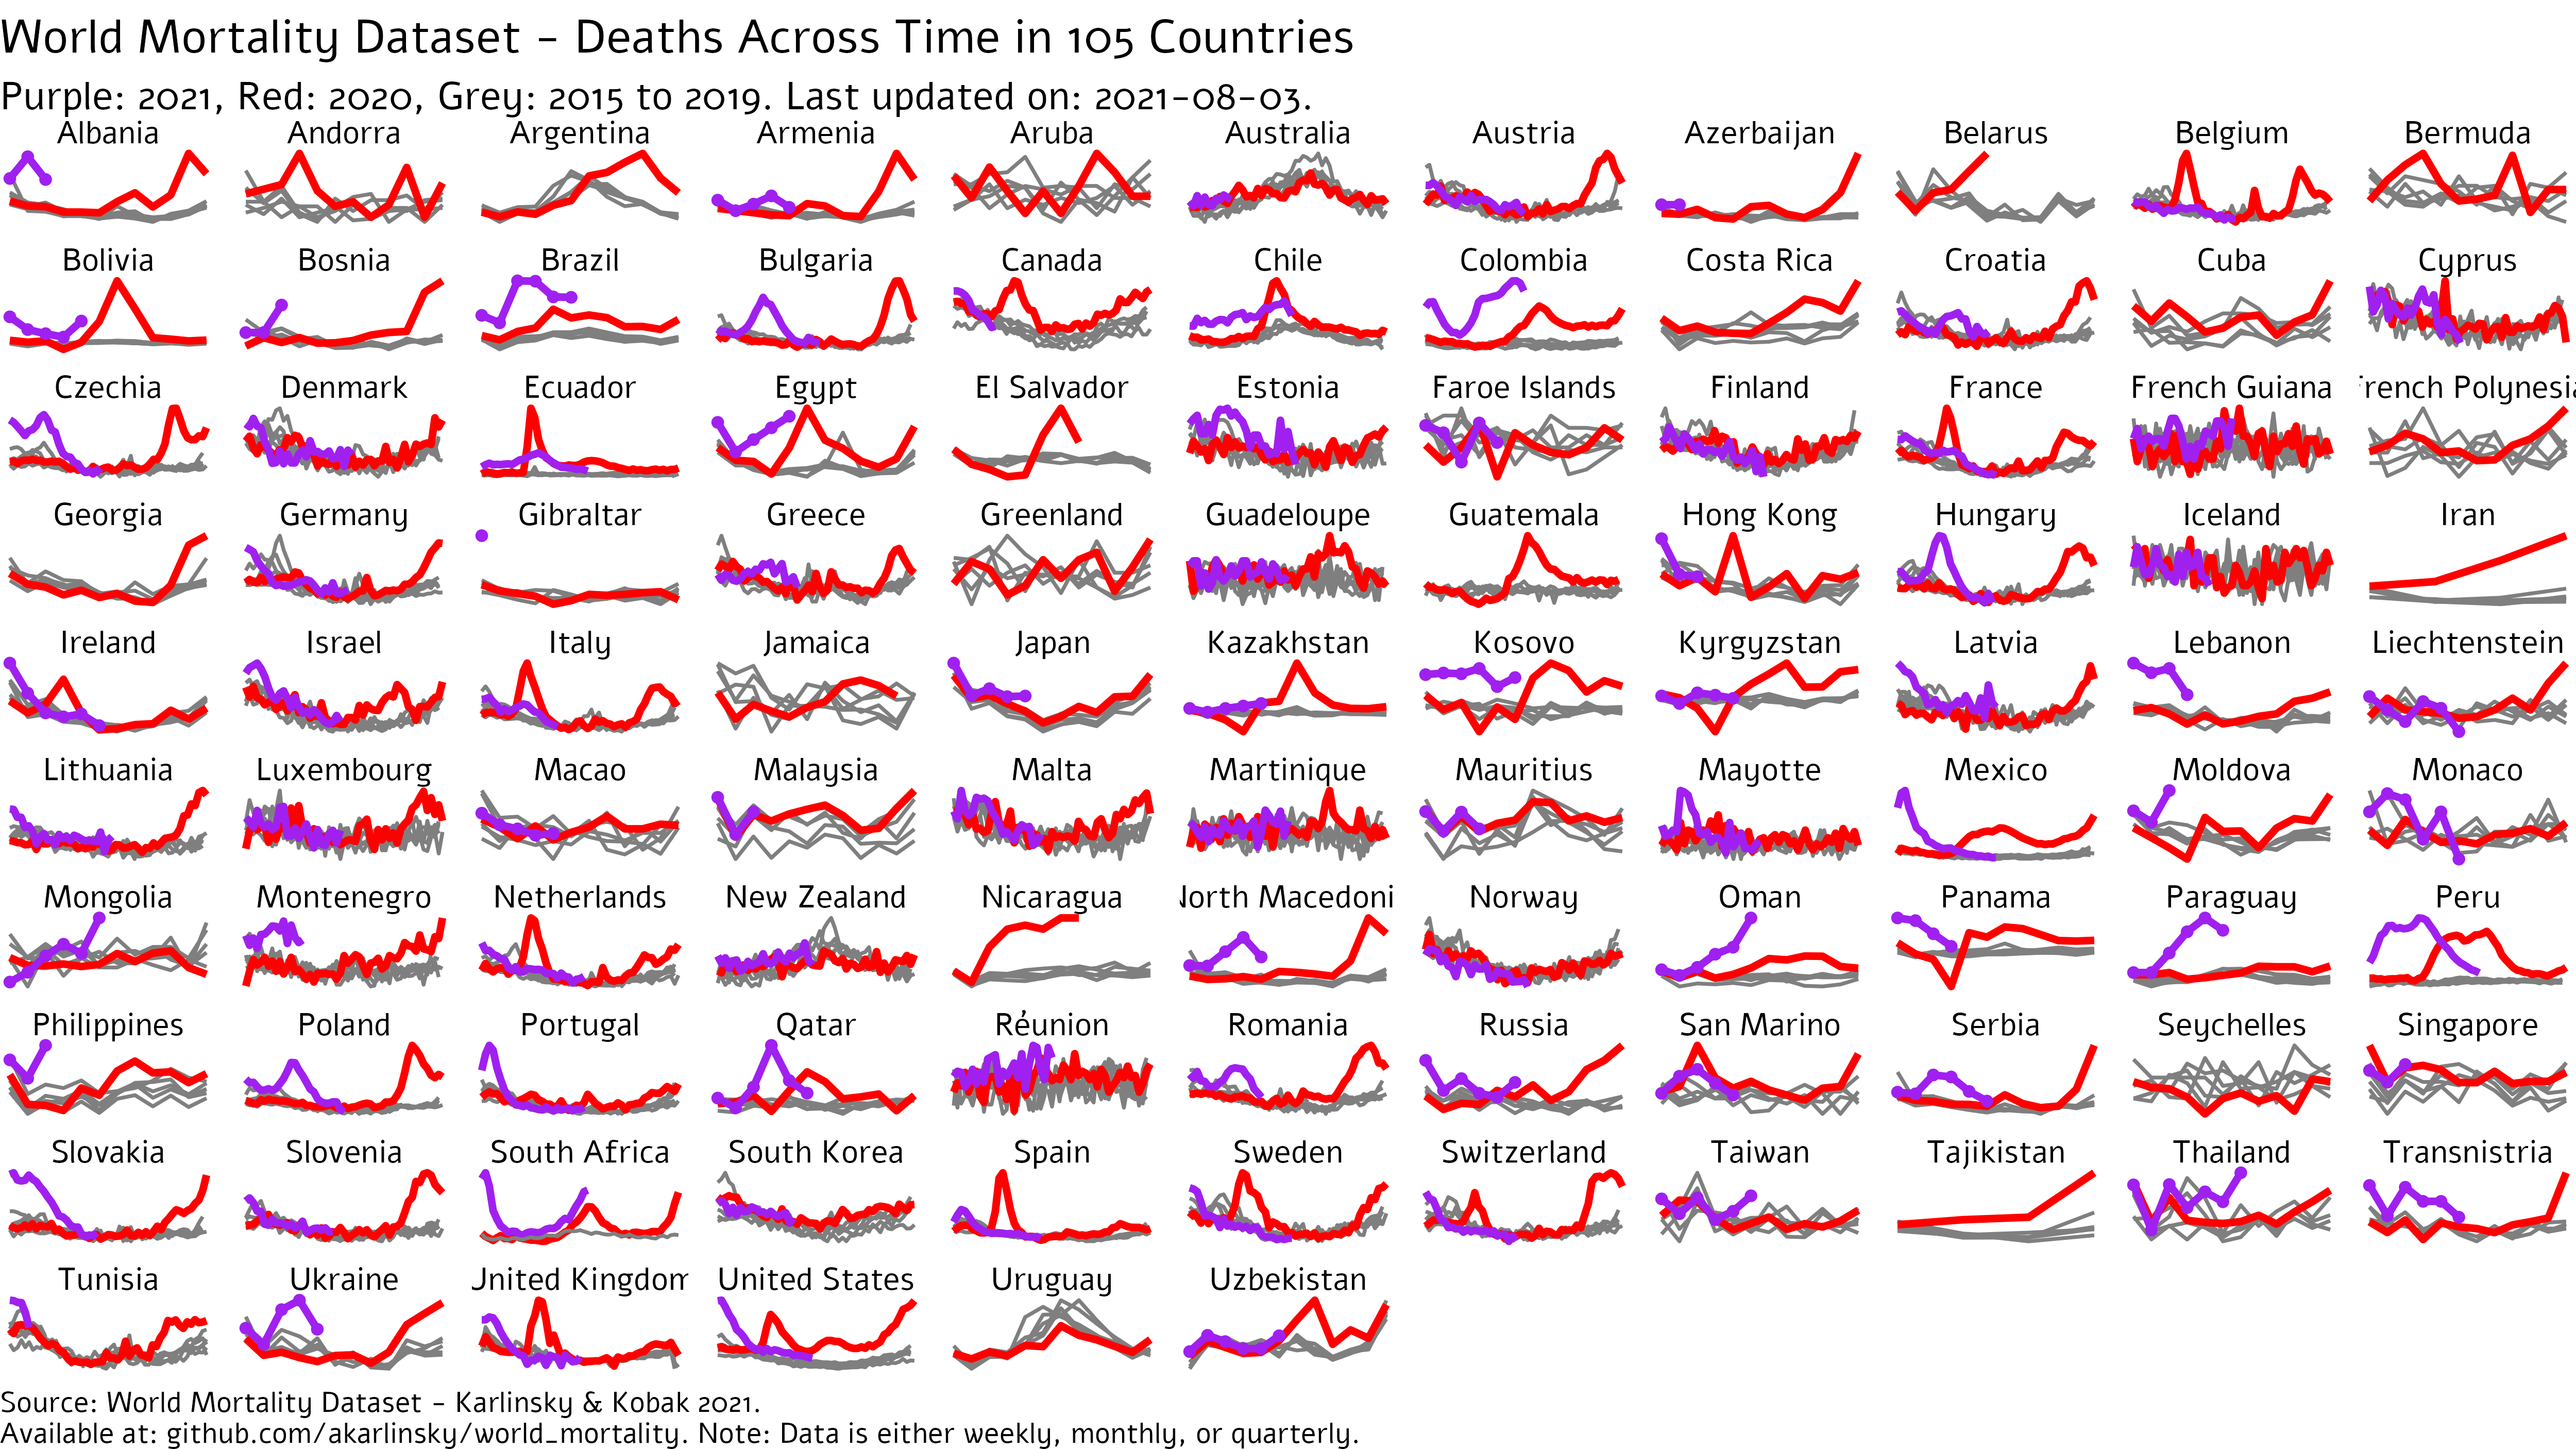 World Mortality Dataset - Deaths Across Time in 105 Countries
Purple: 2021, Red: 2020, Grey: 2015 to 2019. Last updated on: 2021-08-03.
Albania Andorra Argentina Armenia Aruba Australia Austria Azerbaijan Belarus Belgium Bermuda
Bolivia Bosnia Brazil Bulgaria Canada Chile Colombia Costa Rica Croatia Cuba Cyprus
Czechia Denmark Ecuador Egypt El Salvador Estonia Faroe Islands Finland France French Guiana French Polynesia
Georgia Germany Gibraltar Greece Greenland Guadeloupe Guatemala Hong Kong Hungary Iceland Iran
Ireland Israel Italy Jamaica Japan Kazakhstan Kosovo Kyrgyzstan Latvia Lebanon Liechtenstein
Lithuania Luxembourg Macao Malaysia Malta Martinique Mauritius Mayotte Mexico Moldova Monaco
Mongolia Montenegro Netherlands New Zealand Nicaragua North Macedoni Norway Oman Panama Paraguay Peru
Philippines Poland Portugal Qatar Réunion Romania Russia San Marino Serbia Seychelles Singapore
Slovakia Slovenia South Africa South Korea Spain Sweden Switzerland Taiwan Tajikistan Thailand Transnistria
Tunisia Ukraine United Kingdom United States Uruguay Uzbekistan
Source: World Mortality Dataset - Karlinsky & Kobak 2021.
Available at: github.com/akarlinsky/world_mortality. Note: Data is either weekly, monthly, or quarterly.